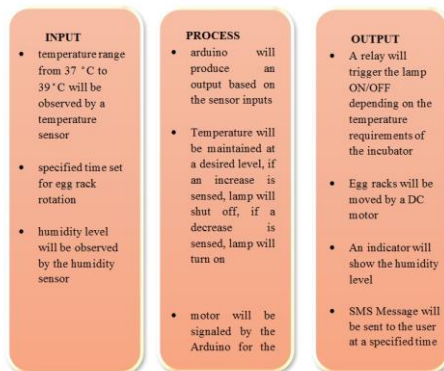 INPUT
• temperature range
from 37 ˚C to
39˚C will be
observed by a
temperature
sensor
• specified time set
for egg rack
rotation
• humidity level
will be observed
by the humidity
sensor
PROCESS
• arduino will
produce an
output based on
the sensor inputs
• Temperature will
be maintained at
a desired level, if
an increase is
sensed, lamp will
shut off, if a
decrease is
sensed, lamp will
turn on
• motor will be
signaled by the
Arduino for the
OUTPUT
• A relay will
trigger the lamp
ON/OFF
depending on the
temperature
requirements of
the incubator
• Egg racks will be
moved by a DC
motor
• An indicator will
show the humidity
level
• SMS Message will
be sent to the user
at a specified time